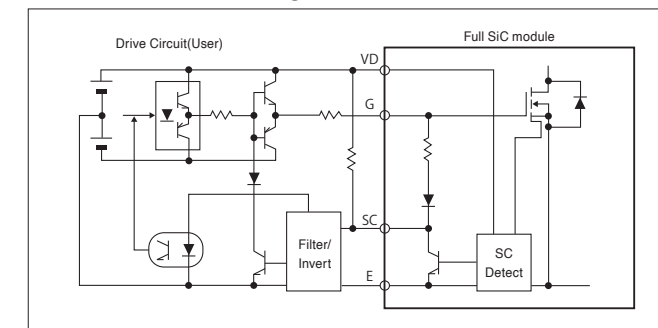 Drive Circuit(User)
Full SiC module
VD
G
SC
Filter/
Invert
SC
Detect
E